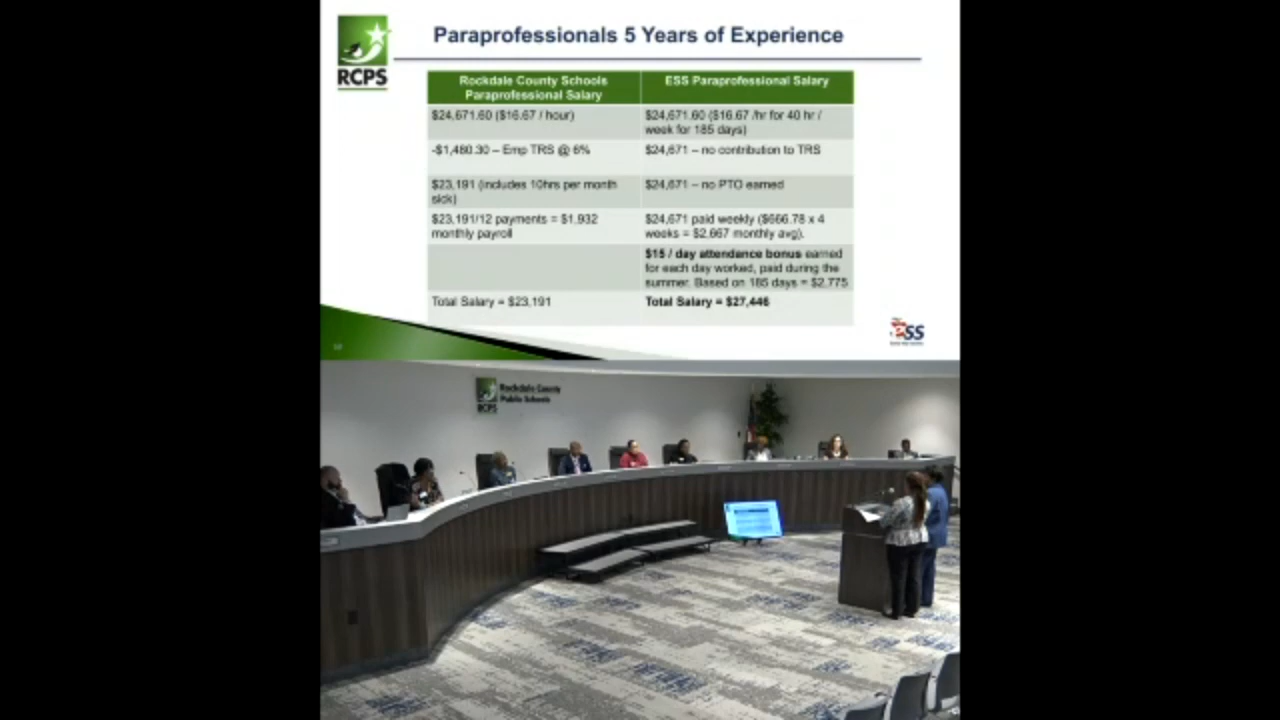 Paraprofessionals 5 Years of Experience
RCPS
Rockdale County Schools
Paraprofessional Salary
ESS Paraprofessional Salary
$24,671.60 ($16.67 / hour)
$24,671.60 ($16.67 /hr for 40 hr /
week for 185 days)
-$1,480.30 – Emp TRS @ 6%
$24,671 – no contribution to TRS
$23,191 (includes 10hrs per month
sick)
$24,671 – no PTO earned
$23,191/12 payments = $1,932
monthly payroll
$24,671 paid weekly ($666.78 x 4
weeks = $2,667 monthly avg).
$15 / day attendance bonus earned
for each day worked, paid during the
summer. Based on 185 days = $2,775
Total Salary = $23,191
Total Salary = $27,446
ESS
Rockdale County
Public Schools
RCPS